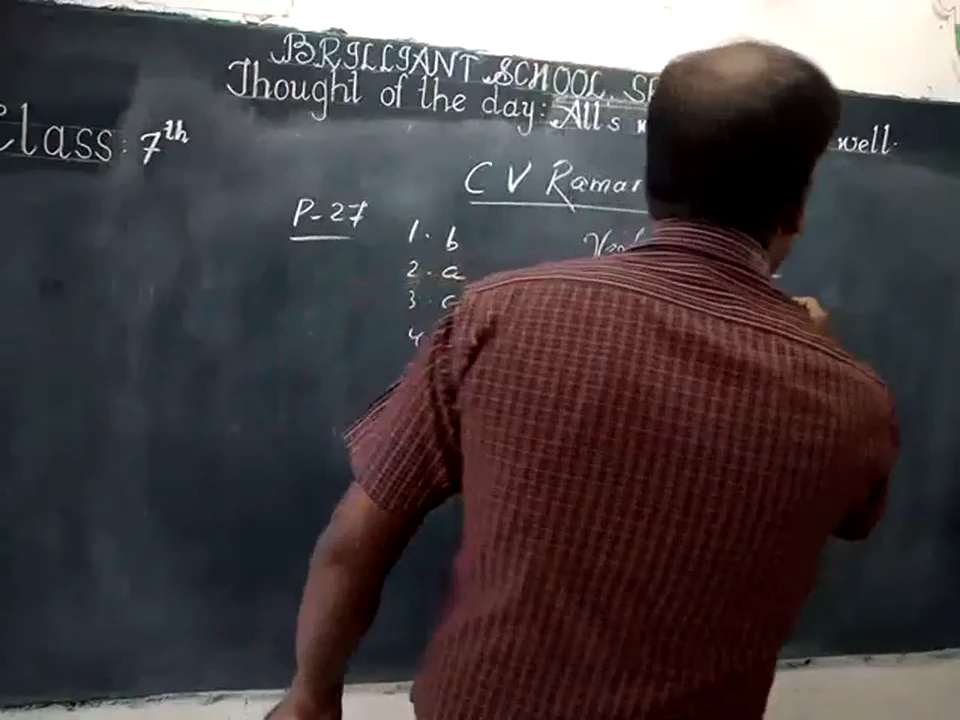 BRILLIANT SCHOOL
Thought of the day: All's well.
Class: 7th
C V Raman
P-27
1. b
2. a
3.
4